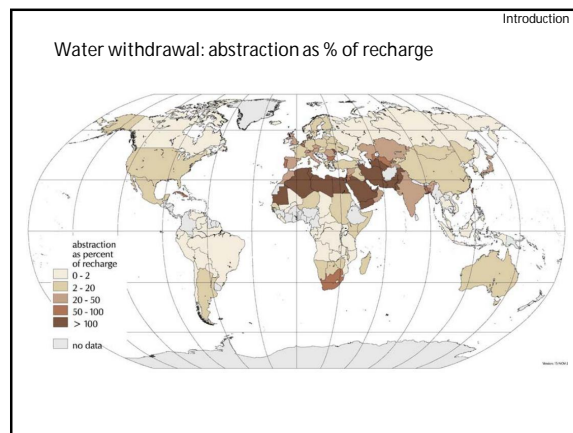 Introduction
Water withdrawal: abstraction as % of recharge
abstraction
as percent
of recharge
0 - 2
2 - 20
20 - 50
50 - 100
> 100
no data